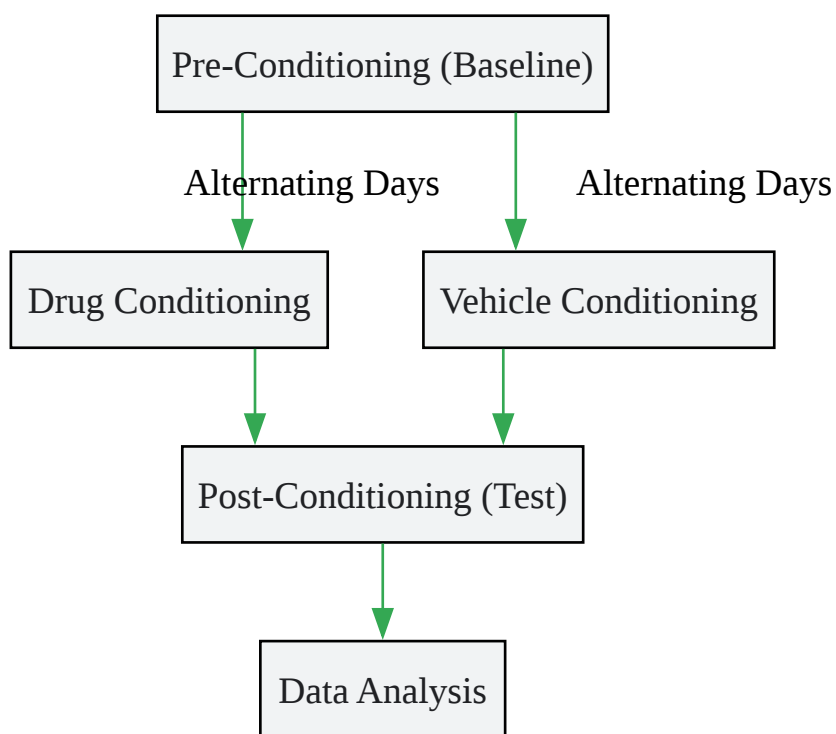 Pre-Conditioning (Baseline)
Alternating Days
Alternating Days
Drug Conditioning
Vehicle Conditioning
Post-Conditioning (Test)
Data Analysis